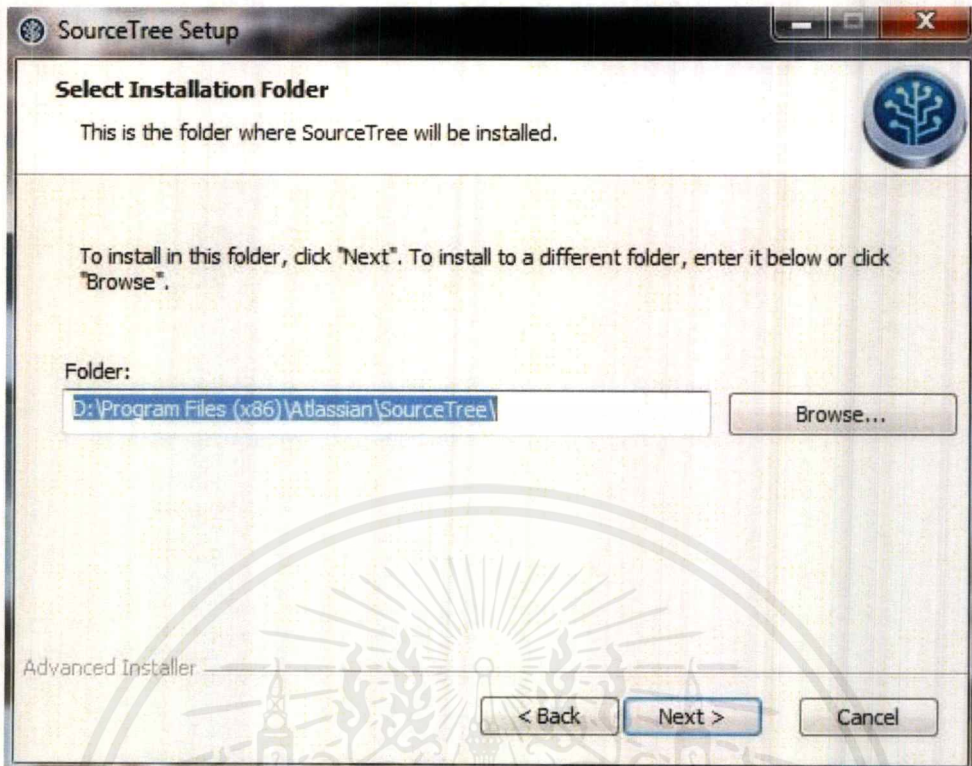 SourceTree Setup
Select Installation Folder
This is the folder where SourceTree will be installed.
To install in this folder, click "Next". To install to a different folder, enter it below or click
"Browse".
Folder:
D:\Program Files (x86)\Atlassian\SourceTree\
Browse...
Advanced Installer
< Back
Next >
Cancel